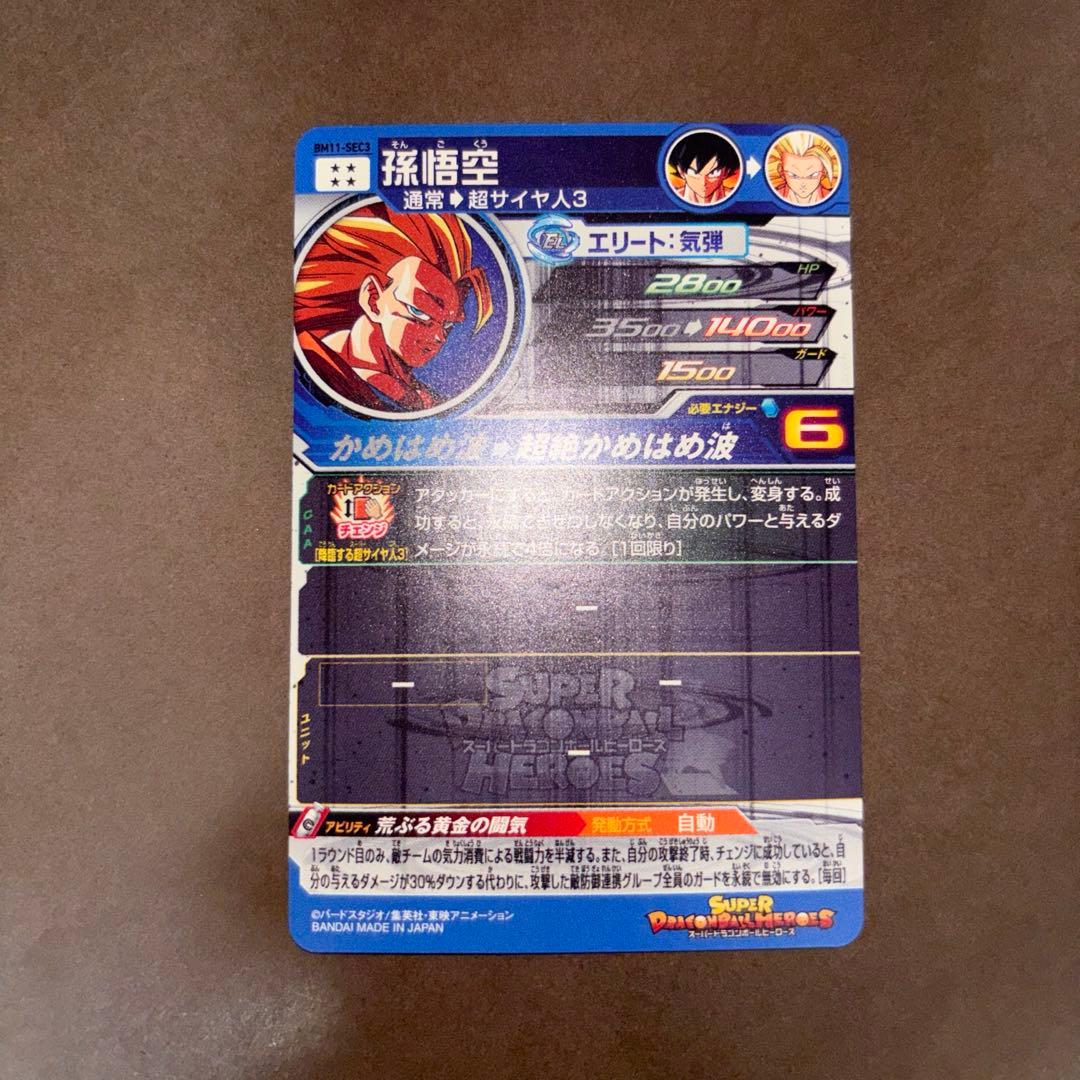 BM11-SEC3
孫悟空
そん ご くう
通常➡超サイヤ人3
EL
エリート:気弾
HP
2800
パワー
3500➡14000
ガード
1500
必要エナジー
6
かめはめ波➡超絶かめはめ波
は
CAA
カードアクション
チェンジ
[降臨する超サイヤ人3]
アタッカーにすると、カードアクションが発生し、変身する。成
功すると、
自分のパワーと与えるダ
メージが永続で4倍になる。[1回限り]
ー
ー
ー
ー
ユニット
SUPER
DRAGONBALL
スーパードラゴンボールヒーローズ
HEROES
アビリティ 荒ぶる黄金の闘気
発動方式 自動
1ラウンド目のみ、敵チームの気力消費による戦闘力を半減する。また、自分の攻撃終了時、チェンジに成功していると、自
分の与えるダメージが30%ダウンする代わりに、攻撃した敵防御連携グループ全員のガードを永続で無効にする。[毎回]
©バードスタジオ/集英社・東映アニメーション
BANDAI MADE IN JAPAN
SUPER
DRAGONBALL HEROES
スーパードラゴンボールヒーローズ